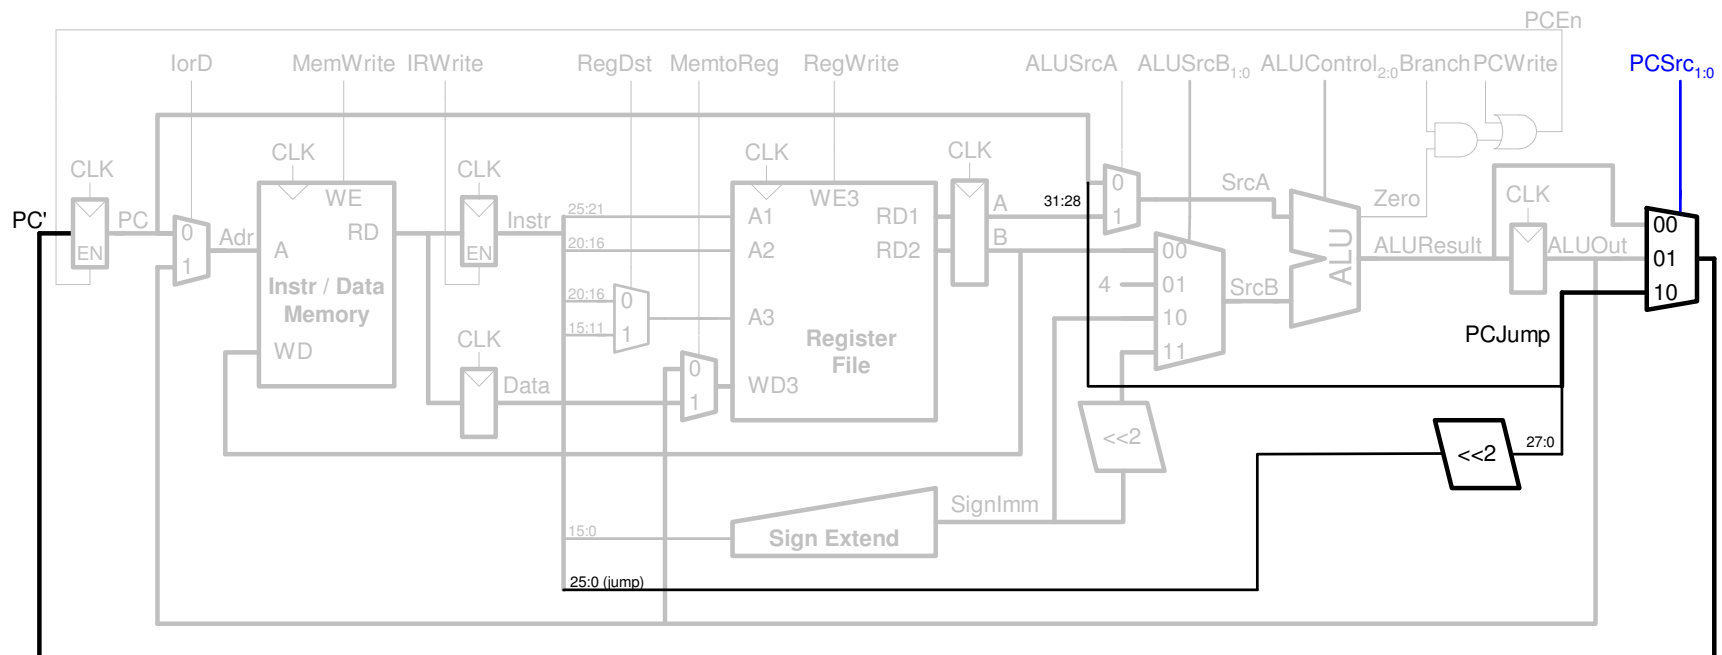 PCEn
IorD MemWrite IRWrite RegDst MemtoReg RegWrite ALUSrcA ALUSrcB1:0 ALUControl2:0 Branch PCWrite PCSrc1:0
CLK CLK CLK CLK CLK
WE WE3 0 SrcA Zero CLK
31:28 A 1
PC' PC 0 Adr A RD Instr 25:21 A1 RD1 00
EN EN 20:16 A2 RD2 B 00 ALU ALUResult ALUOut 01
1 Instr / Data 4 01 SrcB 10
Memory 20:16 0 A3 10
15:11 1 Register PCJump
WD CLK File 11
Data 0 WD3
1
<<2 <<2 27:0
SignImm
15:0 Sign Extend
25:0 (jump)